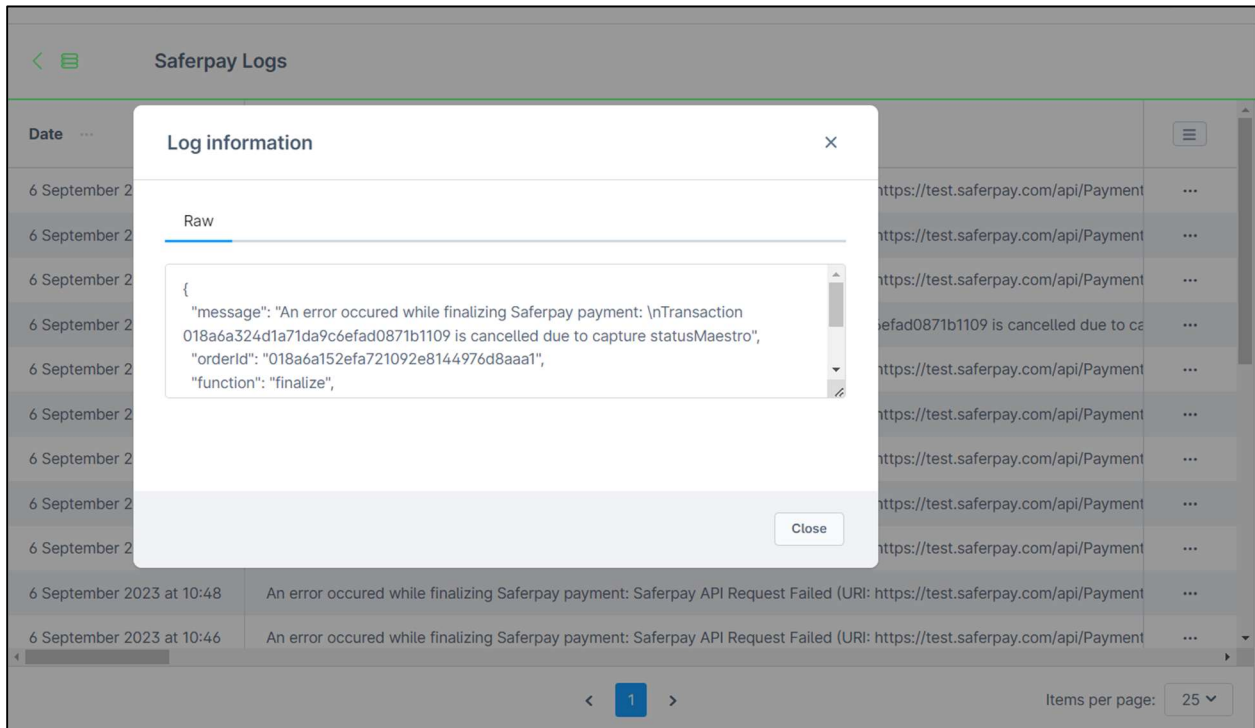 Saferpay Logs
Date ...
Log information
Raw
{
"message": "An error occured while finalizing Saferpay payment: \nTransaction
018a6a324d1a71da9c6efad0871b1109 is cancelled due to capture statusMaestro",
"orderId": "018a6a152efa721092e8144976d8aaa1",
"function": "finalize",
Close
6 September 2 https://test.saferpay.com/api/Payment ...
6 September 2 https://test.saferpay.com/api/Payment ...
6 September 2 https://test.saferpay.com/api/Payment ...
6 September 2 efad0871b1109 is cancelled due to ca ...
6 September 2 https://test.saferpay.com/api/Payment ...
6 September 2 https://test.saferpay.com/api/Payment ...
6 September 2 https://test.saferpay.com/api/Payment ...
6 September 2 https://test.saferpay.com/api/Payment ...
6 September 2 https://test.saferpay.com/api/Payment ...
6 September 2023 at 10:48 An error occured while finalizing Saferpay payment: Saferpay API Request Failed (URI: https://test.saferpay.com/api/Payment ...
6 September 2023 at 10:46 An error occured while finalizing Saferpay payment: Saferpay API Request Failed (URI: https://test.saferpay.com/api/Payment ...
1
Items per page: 25